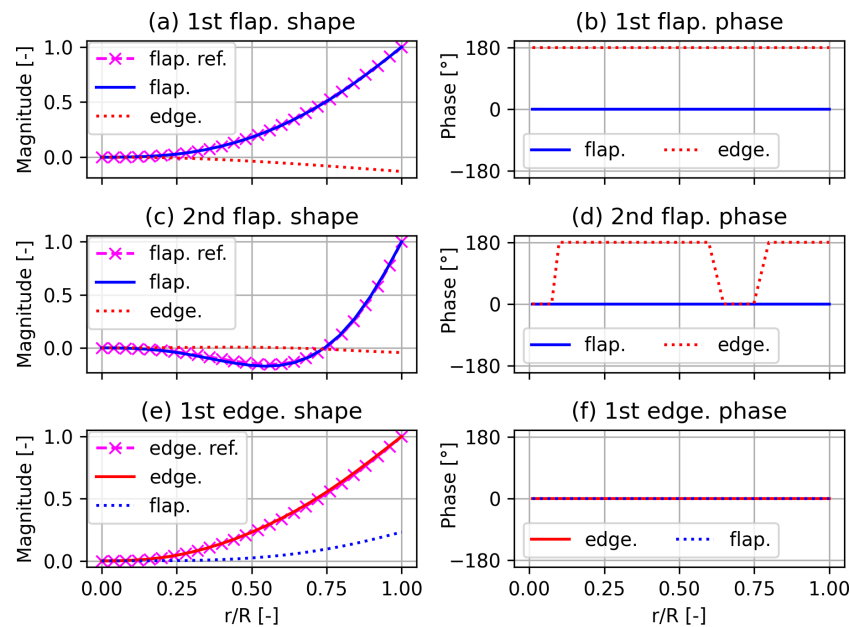 (a) 1st flap. shape
Magnitude [-]
1.0
0.5
0.0
flap. ref.
flap.
edge.
(b) 1st flap. phase
Phase [°]
180
0
−180
flap.
edge.
(c) 2nd flap. shape
Magnitude [-]
1.0
0.5
0.0
flap. ref.
flap.
edge.
(d) 2nd flap. phase
Phase [°]
180
0
−180
flap.
edge.
(e) 1st edge. shape
Magnitude [-]
1.0
0.5
0.0
edge. ref.
edge.
flap.
0.00 0.25 0.50 0.75 1.00
r/R [-]
(f) 1st edge. phase
Phase [°]
180
0
−180
edge.
flap.
0.00 0.25 0.50 0.75 1.00
r/R [-]